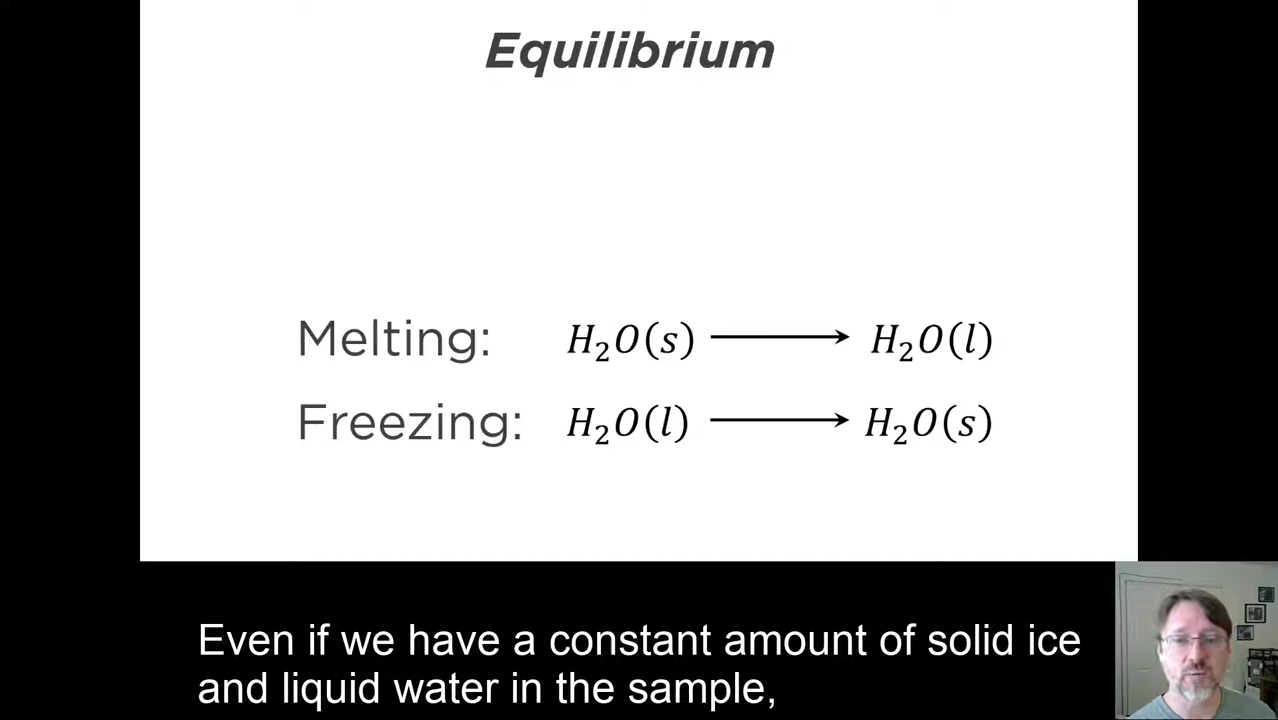 Equilibrium
Melting: H₂O(s) ⟶ H₂O(l)
Freezing: H₂O(l) ⟶ H₂O(s)
Even if we have a constant amount of solid ice
and liquid water in the sample,